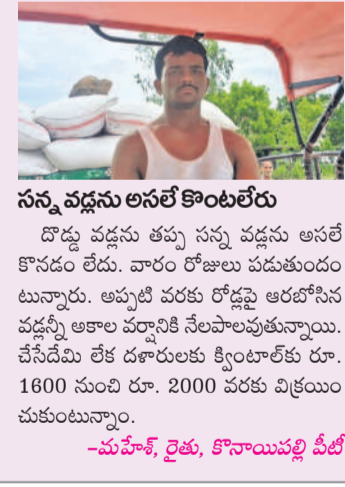 సన్న వడ్లను అసలే కొంటలేరు
దొడ్డు వడ్లను తప్ప సన్న వడ్లను అసలే
కొనడం లేదు. వారం రోజులు పడుతుందం
టున్నారు. అప్పటి వరకు రోడ్లపై ఆరబోసిన
వడ్లన్నీ అకాల వర్షానికి నేలపాలవుతున్నాయి.
చేసేదేమి లేక దళారులకు క్వింటాల్‌కు రూ.
1600 నుంచి రూ. 2000 వరకు విక్రయిం
చుకుంటున్నాం.
–మహేశ్, రైతు, కొనాయిపల్లి పీటీ